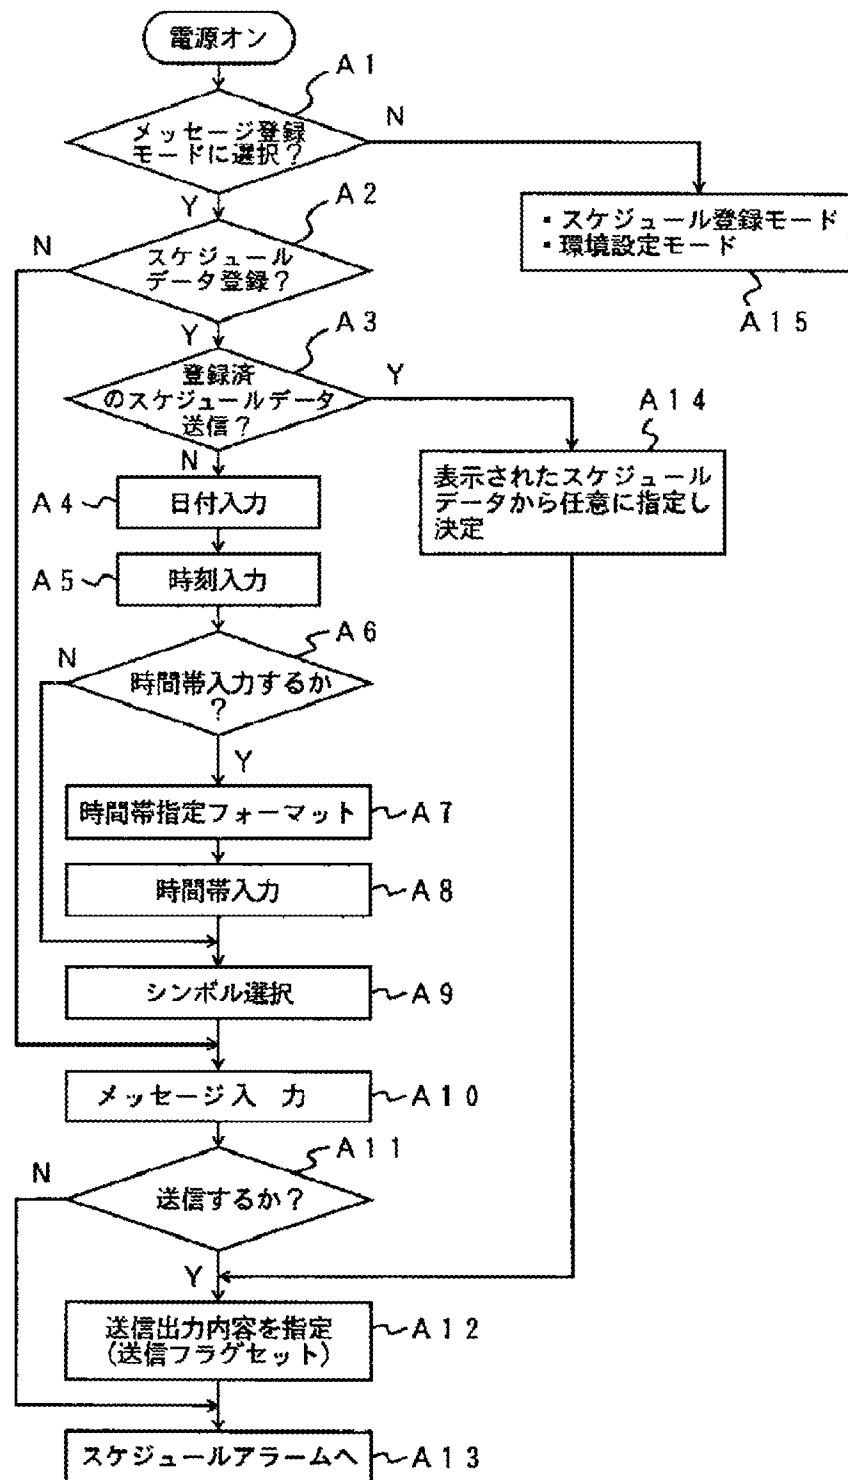 電源オン
A1
メッセージ登録
モードに選択?
N
Y
・スケジュール登録モード
・環境設定モード
A15
A2
N
スケジュール
データ登録?
Y
A3
登録済
のスケジュールデータ
送信?
Y
N
A14
表示されたスケジュール
データから任意に指定し
決定
A4
日付入力
A5
時刻入力
A6
N
時間帯入力するか
?
Y
時間帯指定フォーマット
A7
時間帯入力
A8
シンボル選択
A9
メッセージ入 力
A10
A11
N
送信するか?
Y
送信出力内容を指定
(送信フラグセット)
A12
スケジュールアラームへ
A13